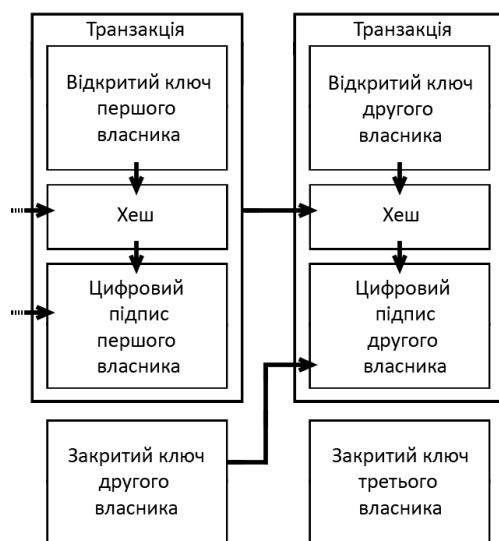 Транзакція
Відкритий ключ
першого
власника
Хеш
Цифровий
підпис
першого
власника
Закритий ключ
другого
власника
Транзакція
Відкритий ключ
другого
власника
Хеш
Цифровий
підпис
другого
власника
Закритий ключ
третього
власника